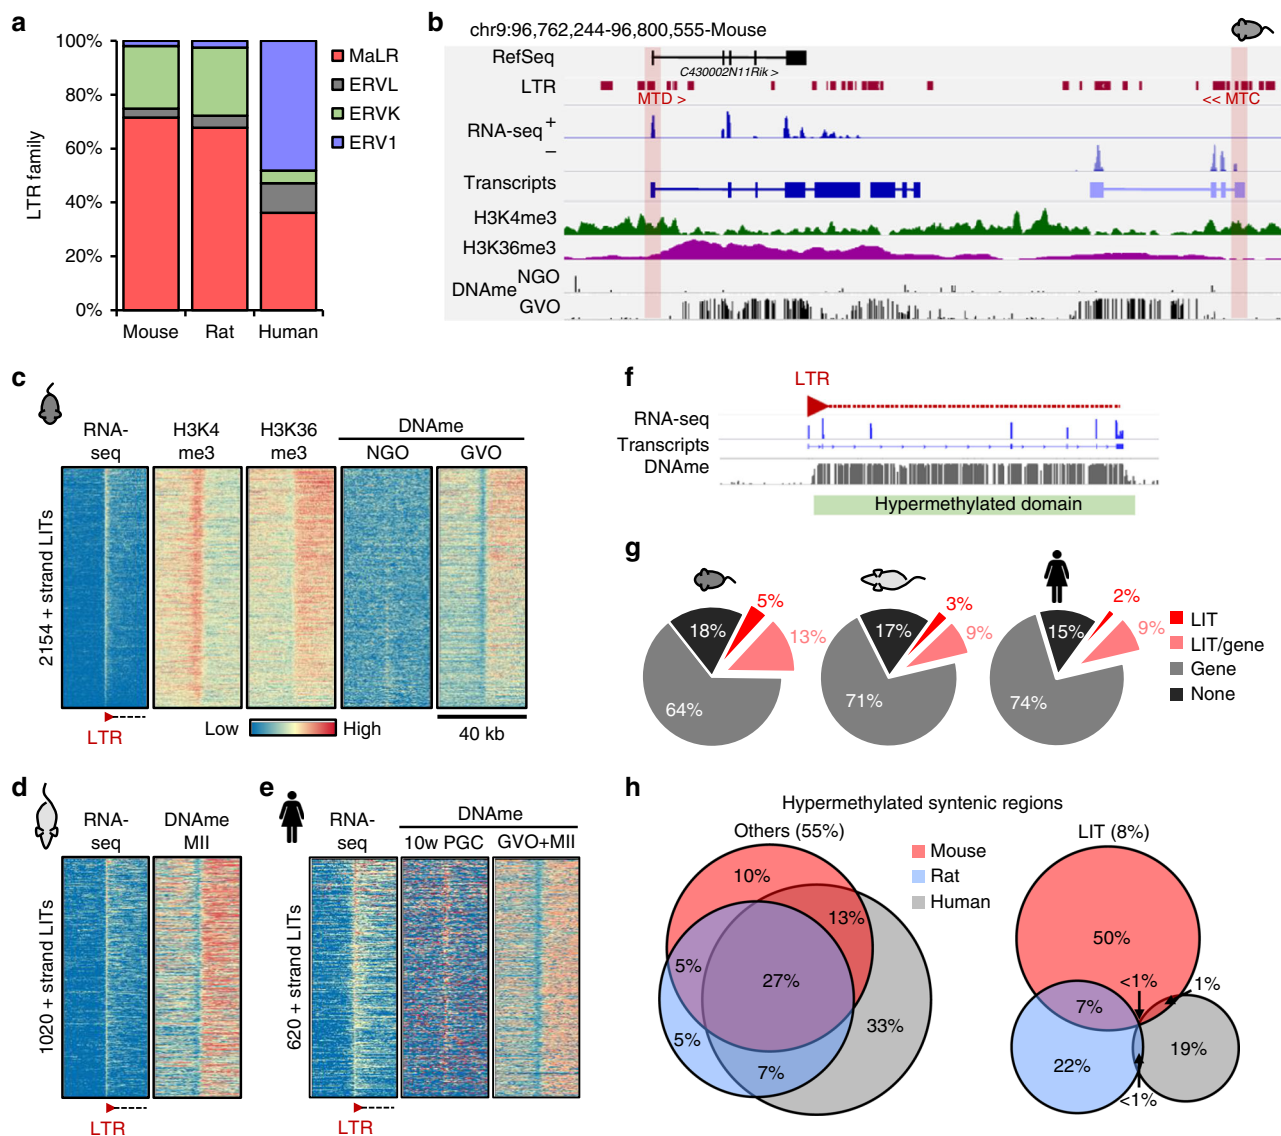 a
100%
80%
60%
40%
20%
0%
LTR family
Mouse
Rat
Human
MaLR
ERVL
ERVK
ERV1
b
chr9:96,762,244-96,800,555-Mouse
RefSeq
C430002N11Rik >
LTR
MTD >
<< MTC
RNA-seq +
–
Transcripts
H3K4me3
H3K36me3
DNAme NGO
GVO
c
RNA-
seq
H3K4
me3
H3K36
me3
DNAme
NGO
GVO
2154 + strand LITs
LTR
Low
High
40 kb
d
RNA-
seq
DNAme
MII
1020 + strand LITs
LTR
e
RNA-
seq
DNAme
10w PGC
GVO+MII
620 + strand LITs
LTR
f
LTR
RNA-seq
Transcripts
DNAme
Hypermethylated domain
g
18%
5%
13%
64%
17%
3%
9%
71%
15%
2%
9%
74%
LIT
LIT/gene
Gene
None
h
Hypermethylated syntenic regions
Others (55%)
10%
13%
5%
27%
33%
5%
7%
Mouse
Rat
Human
LIT (8%)
50%
<1%
1%
7%
22%
19%
<1%